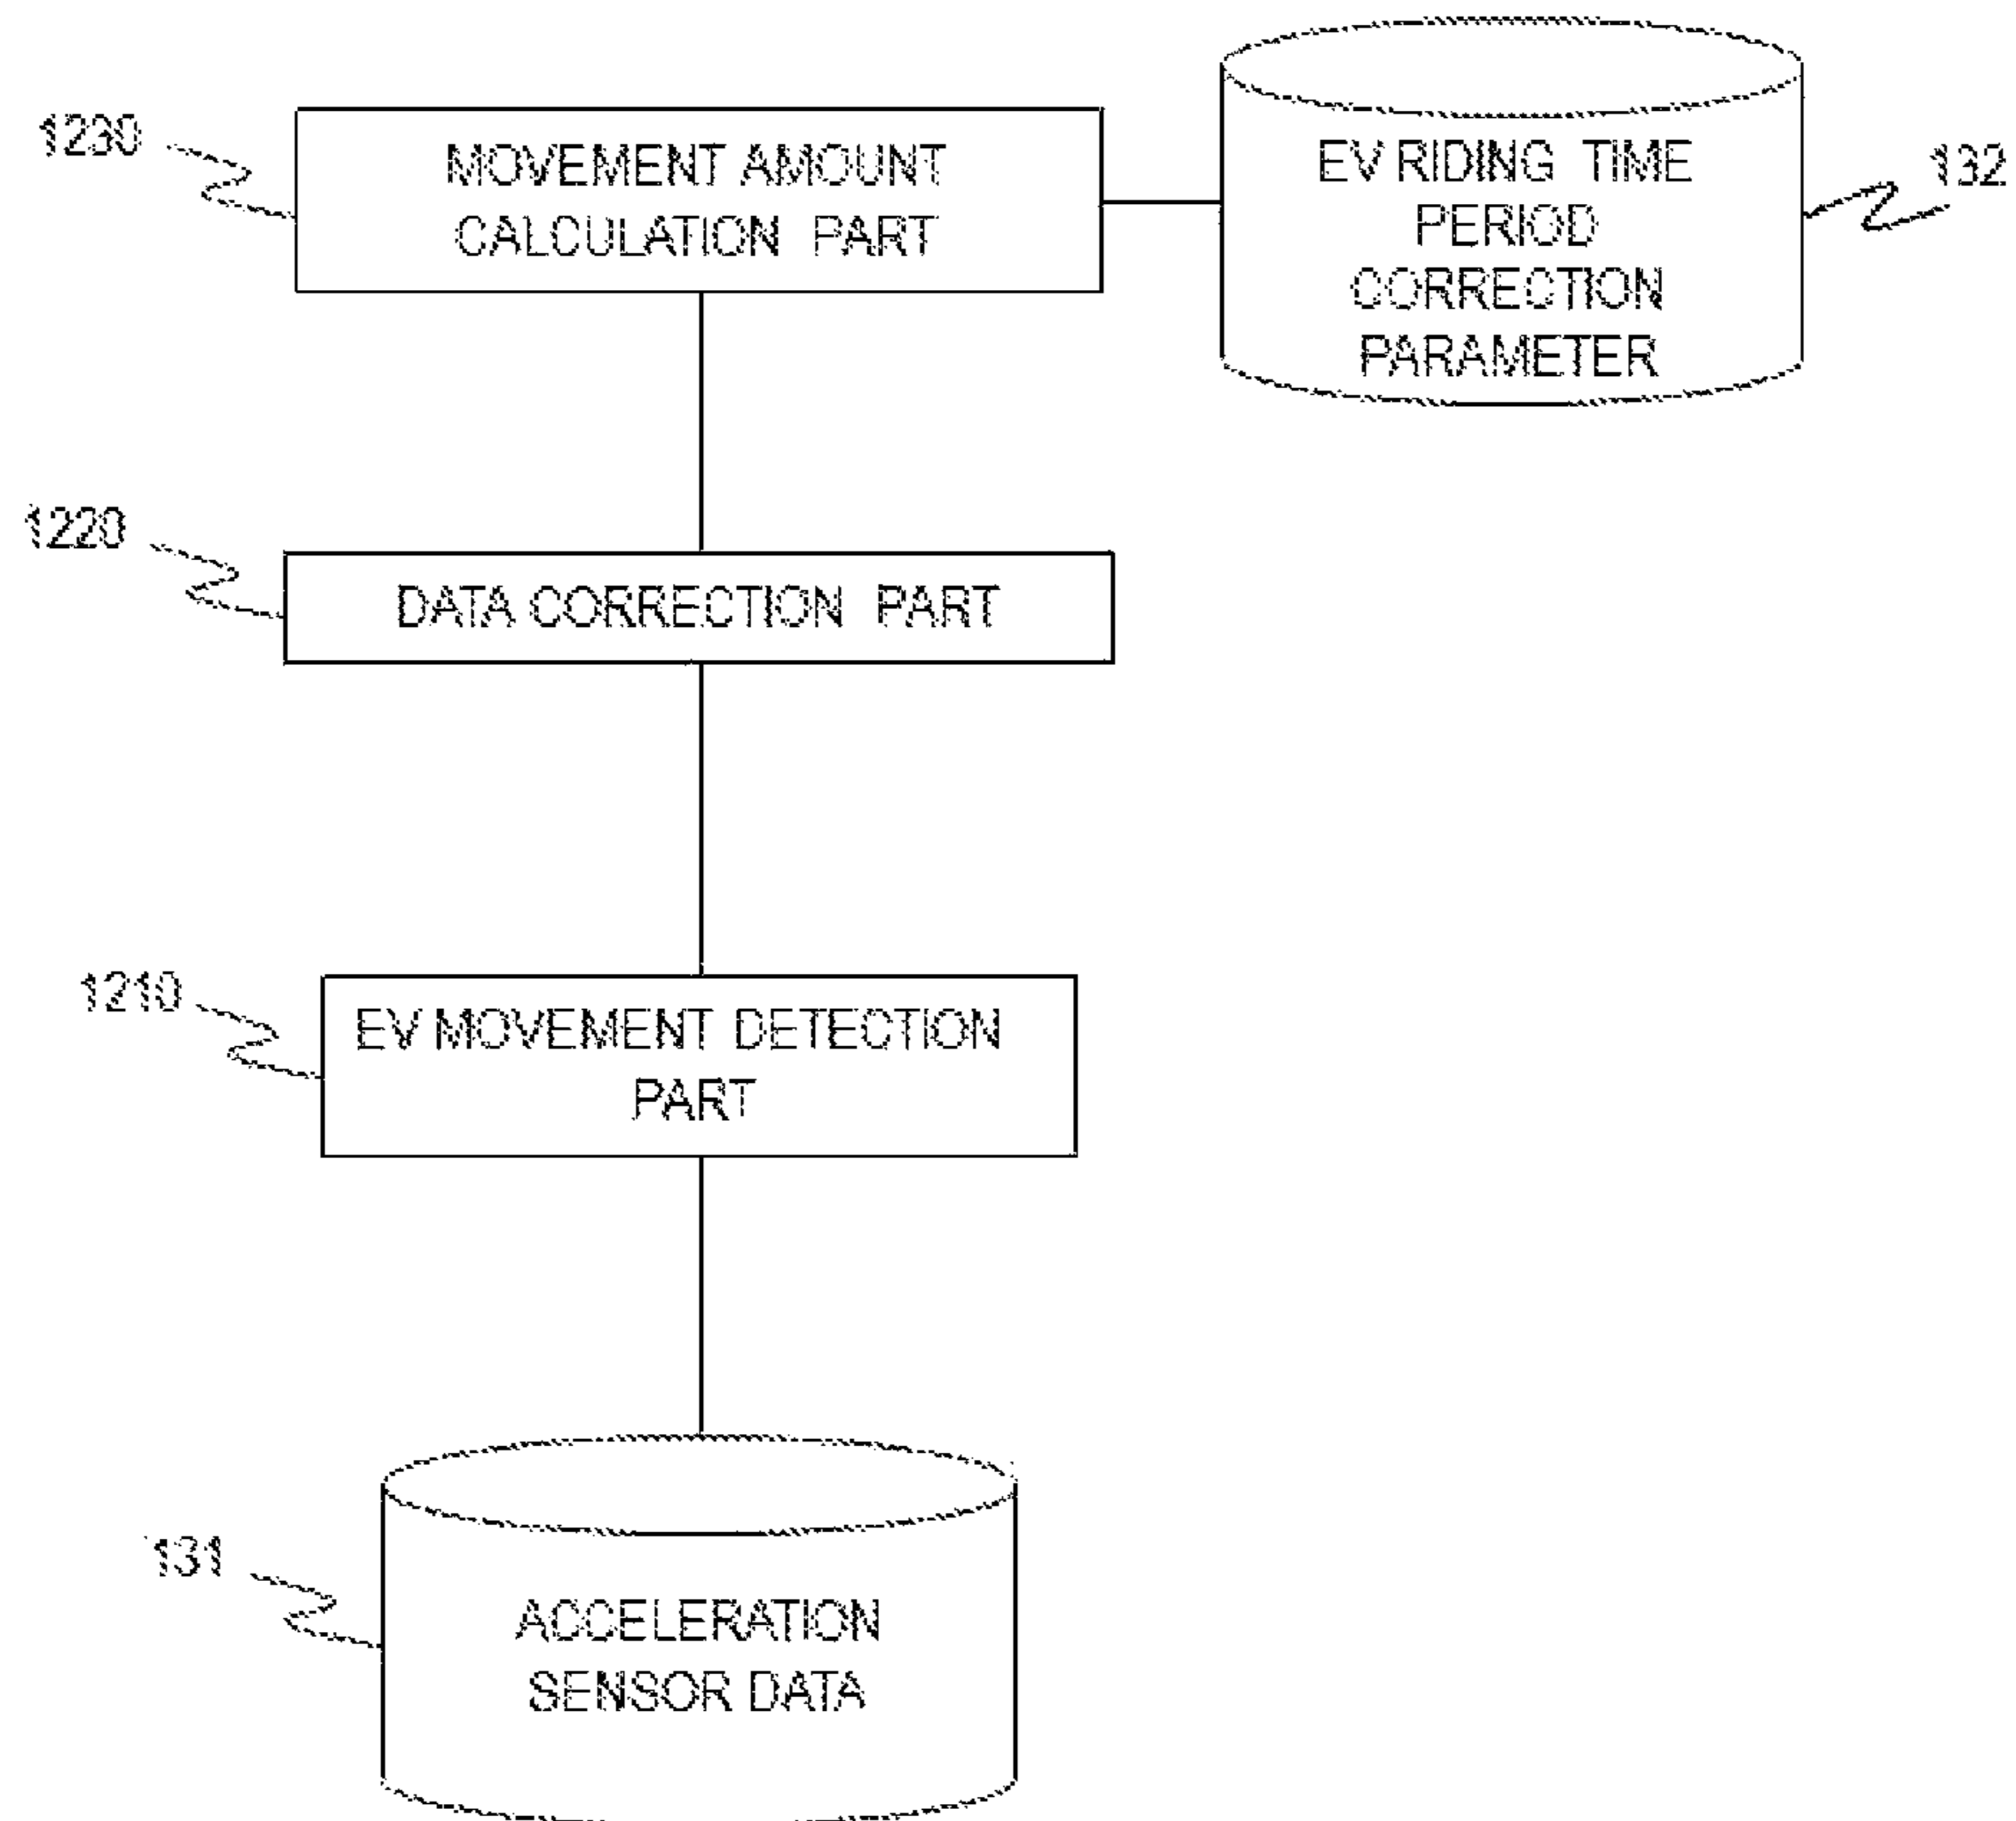 1230
MOVEMENT AMOUNT
CALCULATION PART
EV RIDING TIME
PERIOD
CORRECTION
PARAMETER
132
1220
DATA CORRECTION PART
1210
EV MOVEMENT DETECTION
PART
131
ACCELERATION
SENSOR DATA